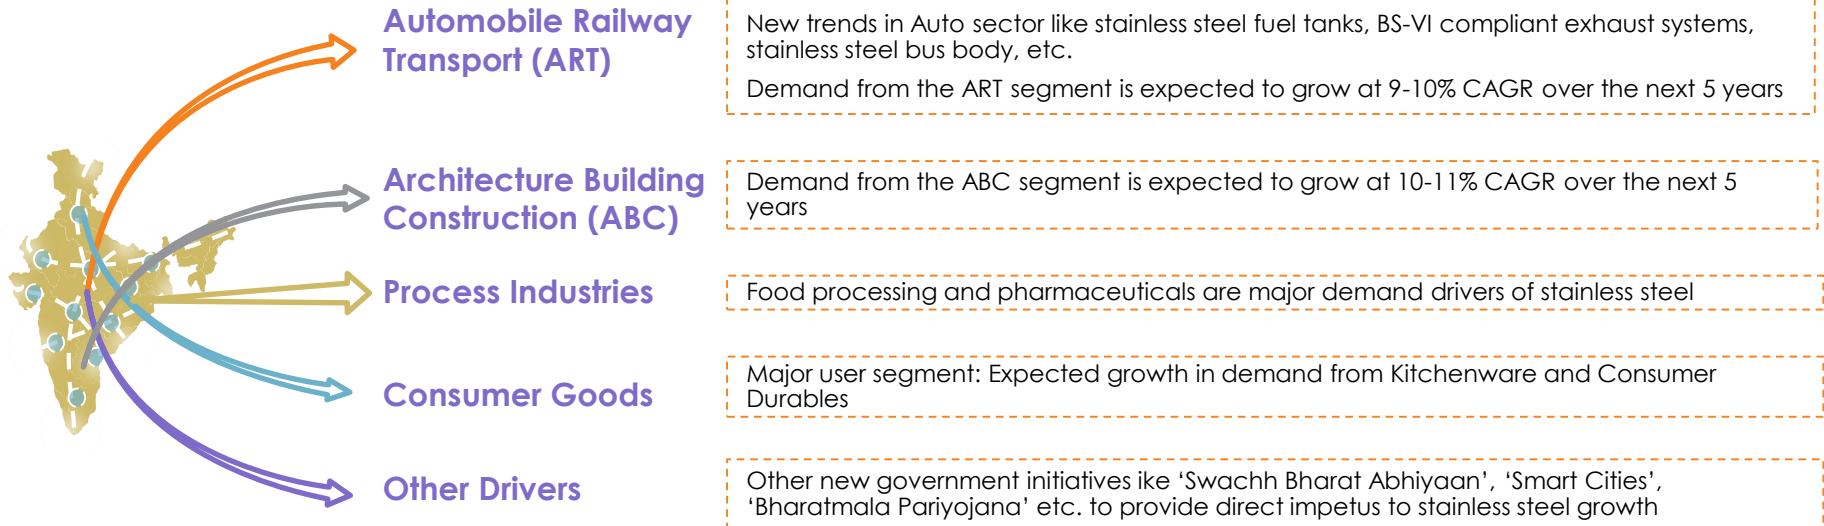 Automobile Railway
Transport (ART)
New trends in Auto sector like stainless steel fuel tanks, BS-VI compliant exhaust systems,
stainless steel bus body, etc.
Demand from the ART segment is expected to grow at 9-10% CAGR over the next 5 years
Architecture Building
Construction (ABC)
Demand from the ABC segment is expected to grow at 10-11% CAGR over the next 5
years
Process Industries
Food processing and pharmaceuticals are major demand drivers of stainless steel
Consumer Goods
Major user segment: Expected growth in demand from Kitchenware and Consumer
Durables
Other Drivers
Other new government initiatives ike ‘Swachh Bharat Abhiyaan’, ‘Smart Cities’,
‘Bharatmala Pariyojana’ etc. to provide direct impetus to stainless steel growth